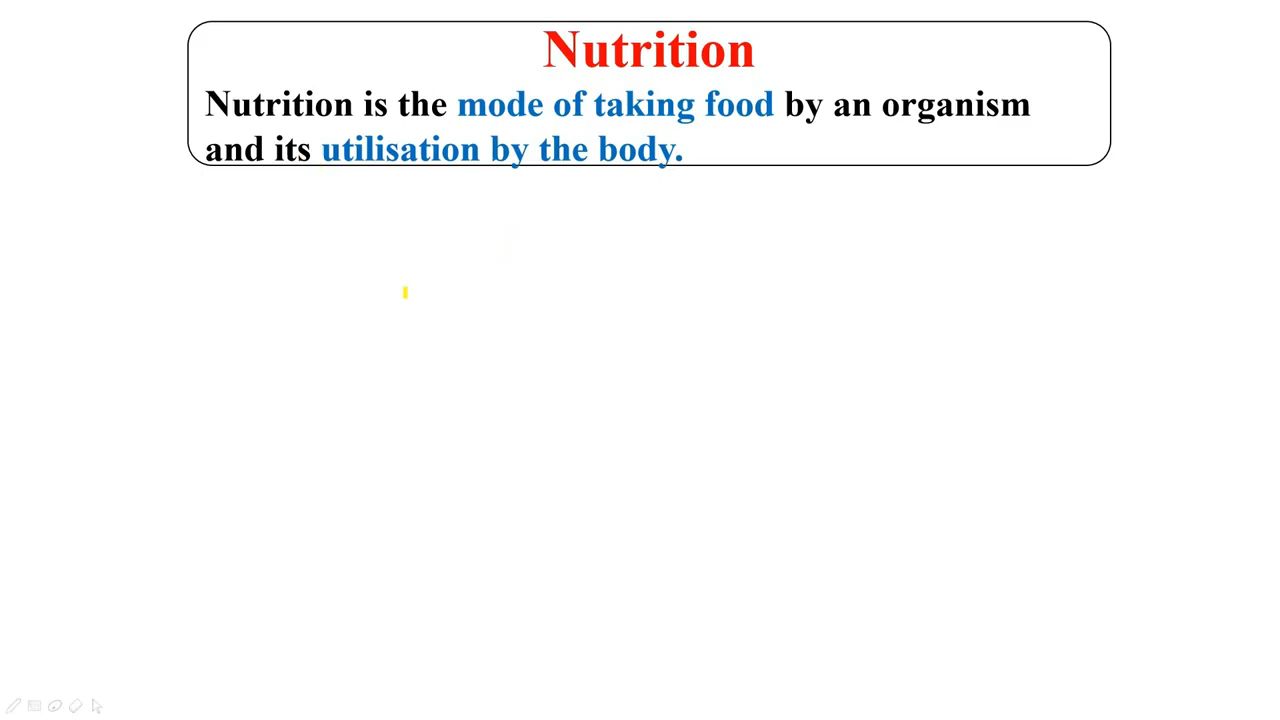 Nutrition
Nutrition is the mode of taking food by an organism
and its utilisation by the body.